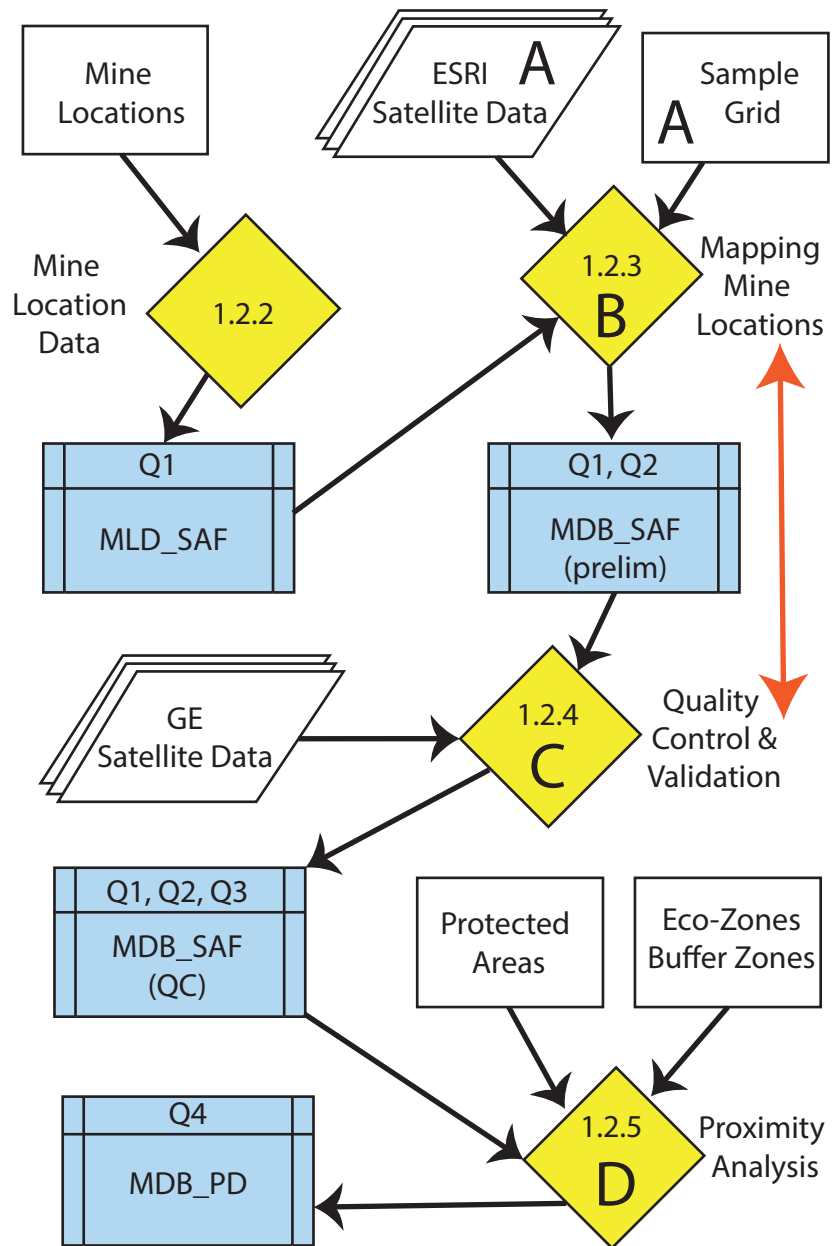 Mine
Locations
ESRI A
Satellite Data
Sample
A Grid
Mine
Location
Data
1.2.2
1.2.3
B
Mapping
Mine
Locations
Q1
MLD_SAF
Q1, Q2
MDB_SAF
(prelim)
GE
Satellite Data
1.2.4
C
Quality
Control &
Validation
Q1, Q2, Q3
MDB_SAF
(QC)
Protected
Areas
Eco-Zones
Buffer Zones
Q4
MDB_PD
1.2.5
D
Proximity
Analysis